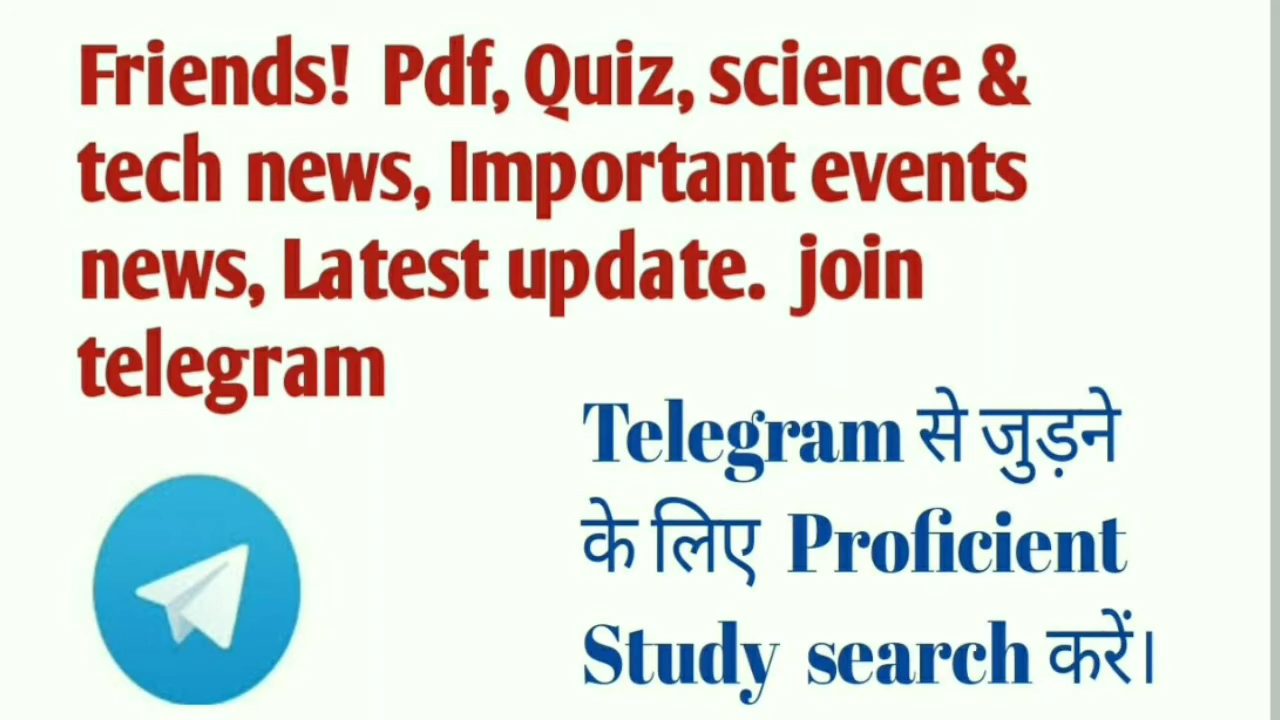 Friends! Pdf, Quiz, science &
tech news, Important events
news, Latest update. join
telegram
Telegram से जुड़ने
के लिए Proficient
Study search करें।